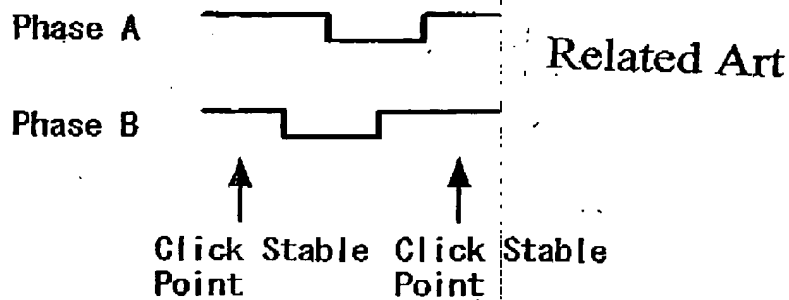 Phase A
Related Art
Phase B
Click Stable Click Stable
Point Point